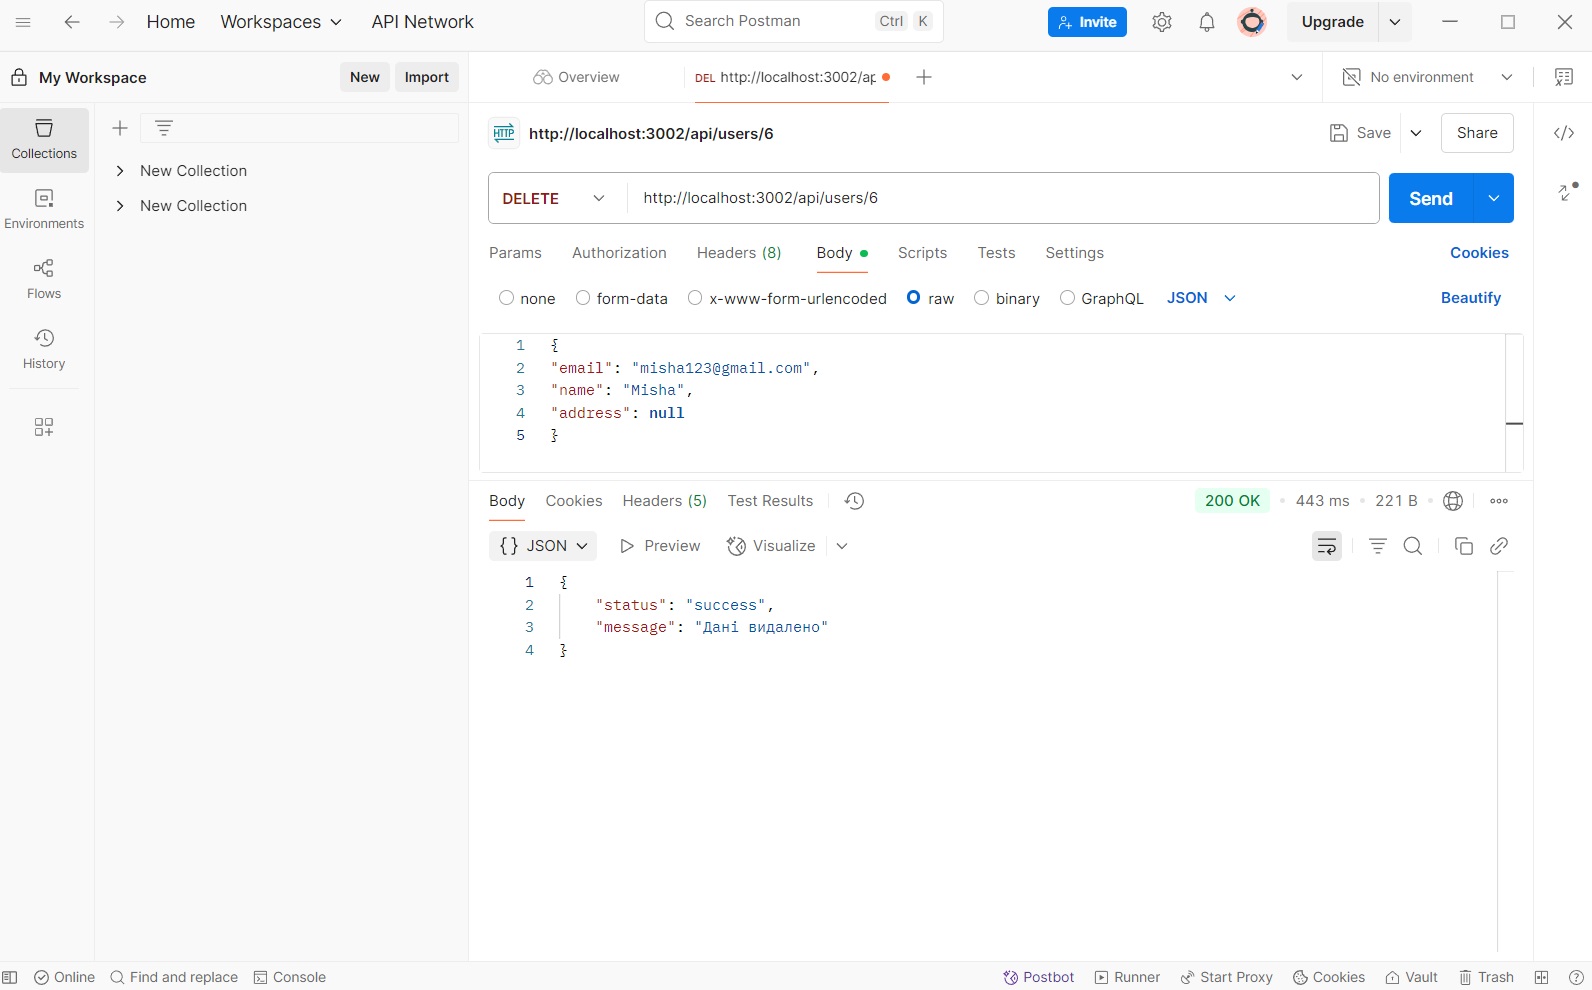 Home Workspaces API Network Search Postman Ctrl K Invite Upgrade
My Workspace New Import Overview DEL http://localhost:3002/ap No environment
Collections
Environments
Flows
History
New Collection
New Collection
HTTP http://localhost:3002/api/users/6 Save Share
DELETE http://localhost:3002/api/users/6 Send
Params Authorization Headers (8) Body Scripts Tests Settings Cookies
none form-data x-www-form-urlencoded raw binary GraphQL JSON Beautify
1 {
2 "email": "misha123@gmail.com",
3 "name": "Misha",
4 "address": null
5 }
Body Cookies Headers (5) Test Results 200 OK • 443 ms • 221 B
{} JSON Preview Visualize
1 {
2 "status": "success",
3 "message": "Дані видалено"
4 }
Online Find and replace Console Postbot Runner Start Proxy Cookies Vault Trash